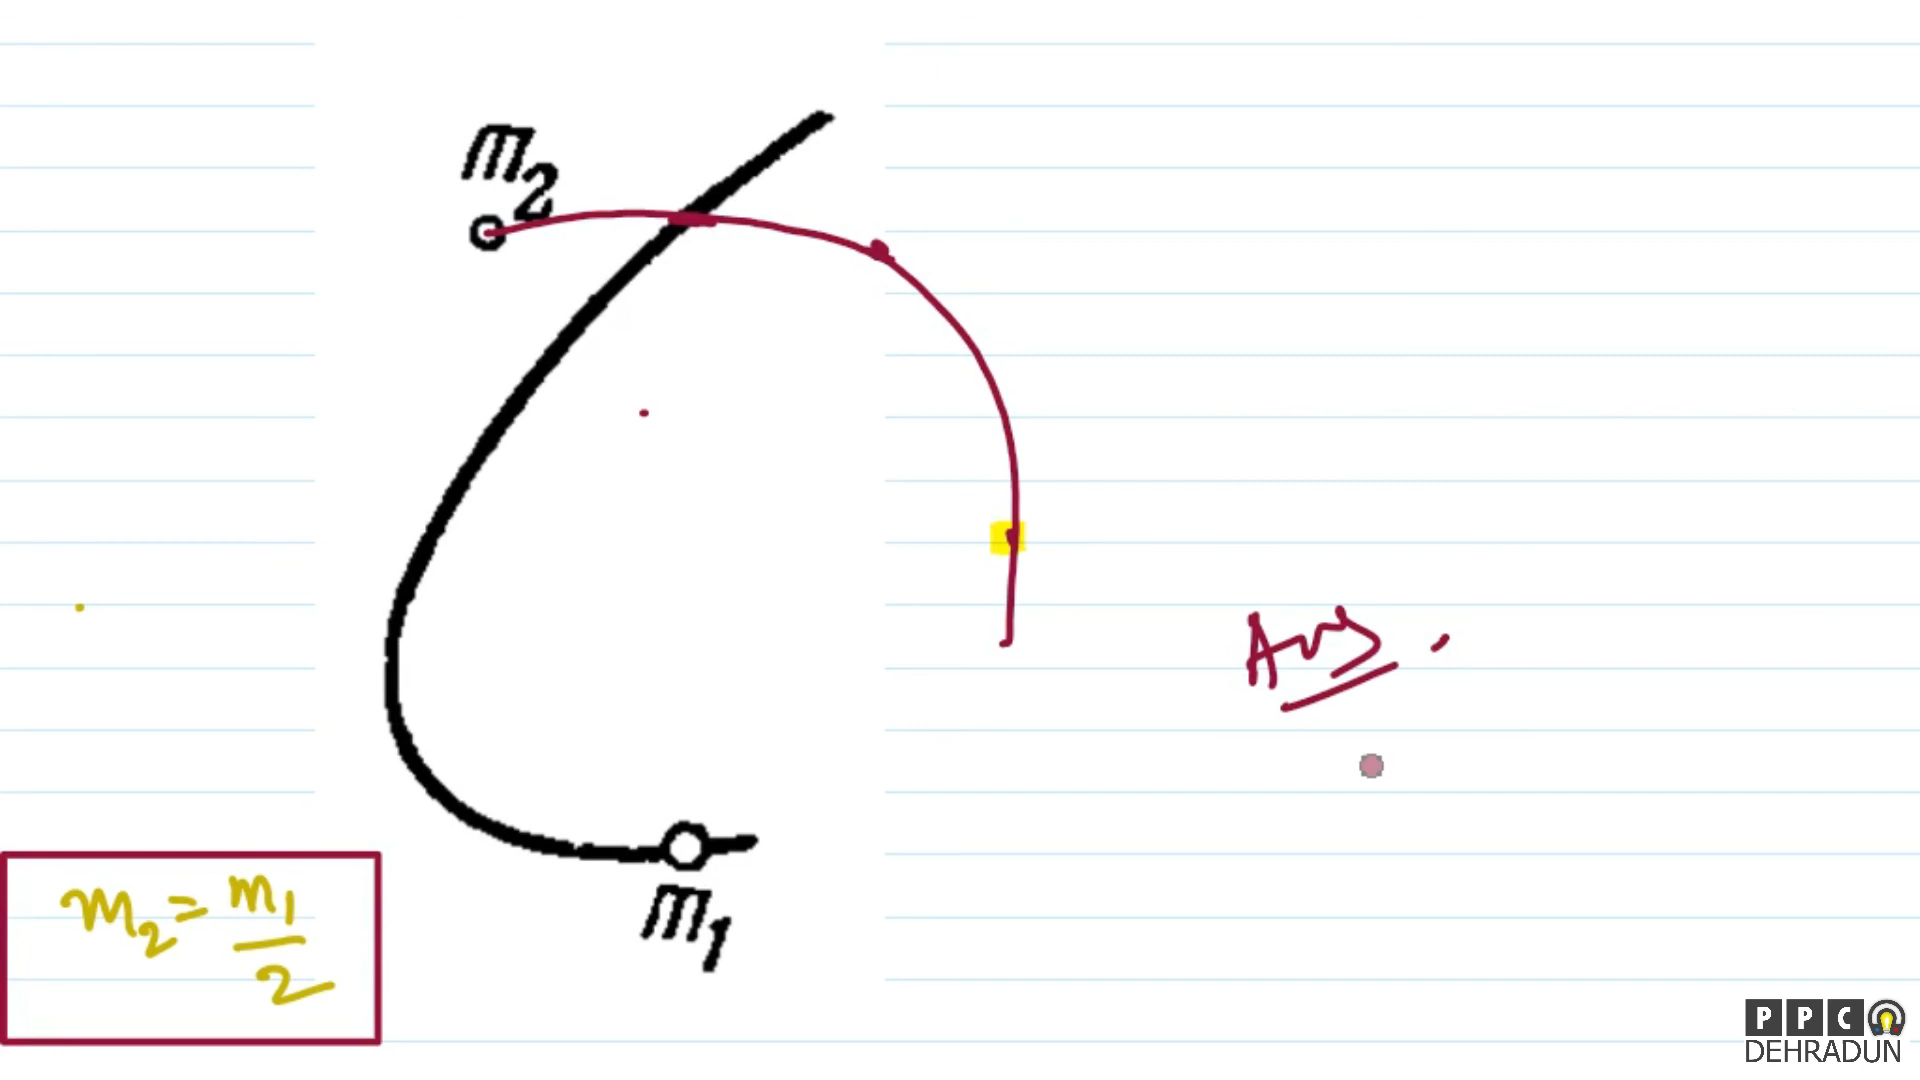 m2
Ans.
m1
m2 = m1/2
PPC
DEHRADUN